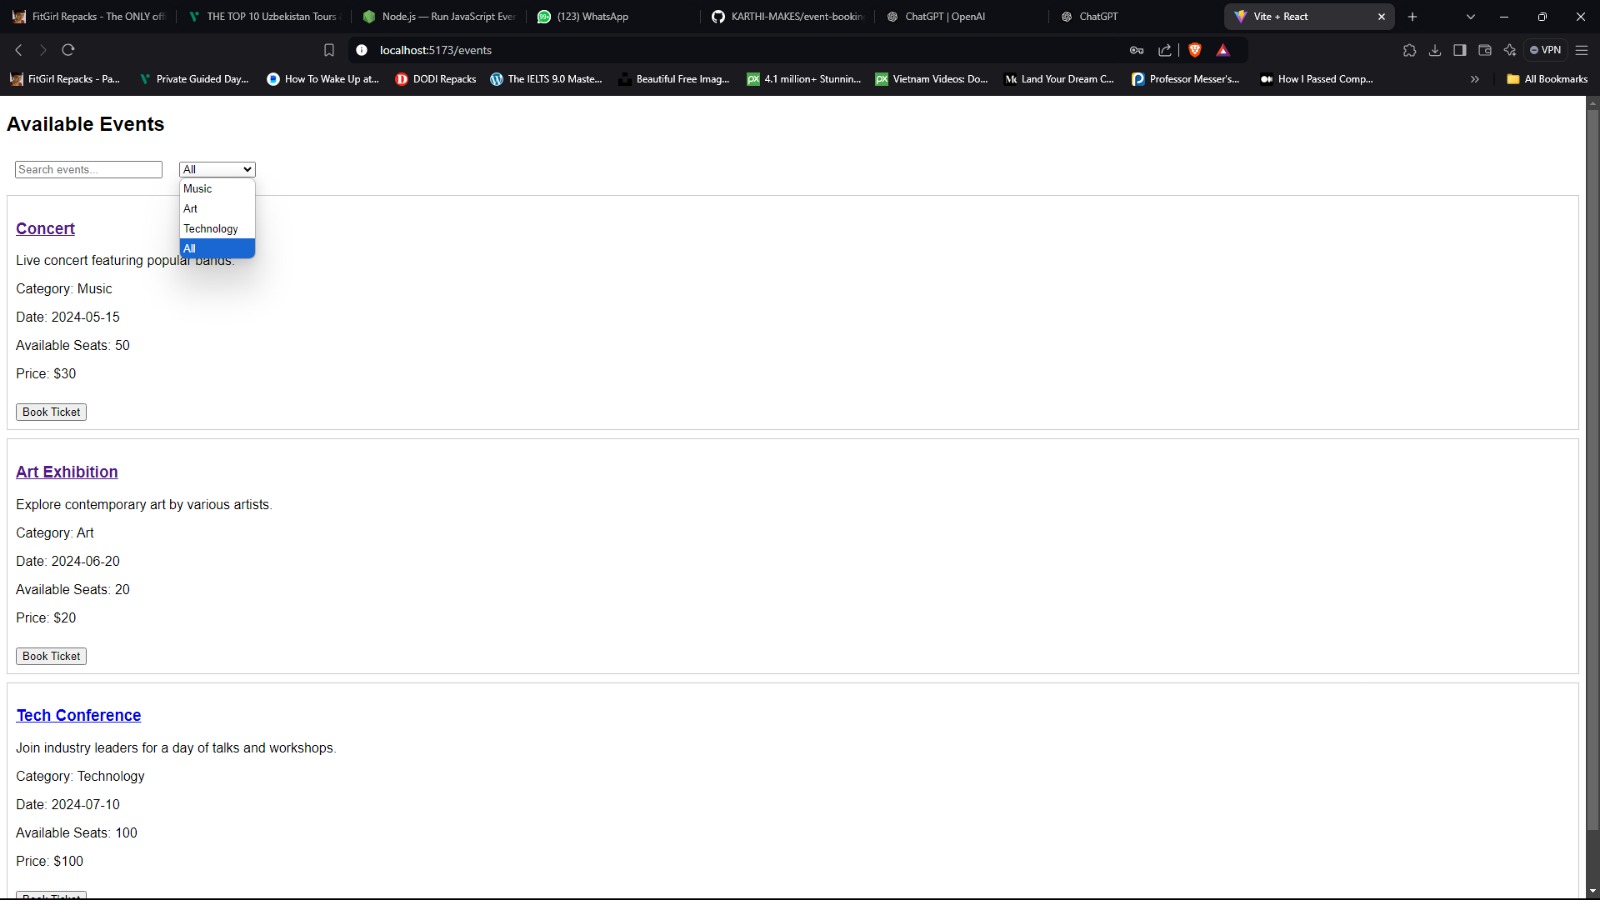 FitGirl Repacks - The ONLY off
THE TOP 10 Uzbekistan Tours
Node.js — Run JavaScript Ever
(123) WhatsApp
KARTHI-MAKES/event-bookin
ChatGPT | OpenAI
ChatGPT
Vite + React
localhost:5173/events
VPN
FitGirl Repacks - Pa...
Private Guided Day...
How To Wake Up at...
DODI Repacks
The IELTS 9.0 Maste...
Beautiful Free Imag...
4.1 million+ Stunnin...
Vietnam Videos: Do...
Land Your Dream C...
Professor Messer's...
How I Passed Comp...
All Bookmarks
Available Events
Search events...
All
Music
Art
Technology
All
Concert
Live concert featuring popular bands.
Category: Music
Date: 2024-05-15
Available Seats: 50
Price: $30
Book Ticket
Art Exhibition
Explore contemporary art by various artists.
Category: Art
Date: 2024-06-20
Available Seats: 20
Price: $20
Book Ticket
Tech Conference
Join industry leaders for a day of talks and workshops.
Category: Technology
Date: 2024-07-10
Available Seats: 100
Price: $100
Book Ticket